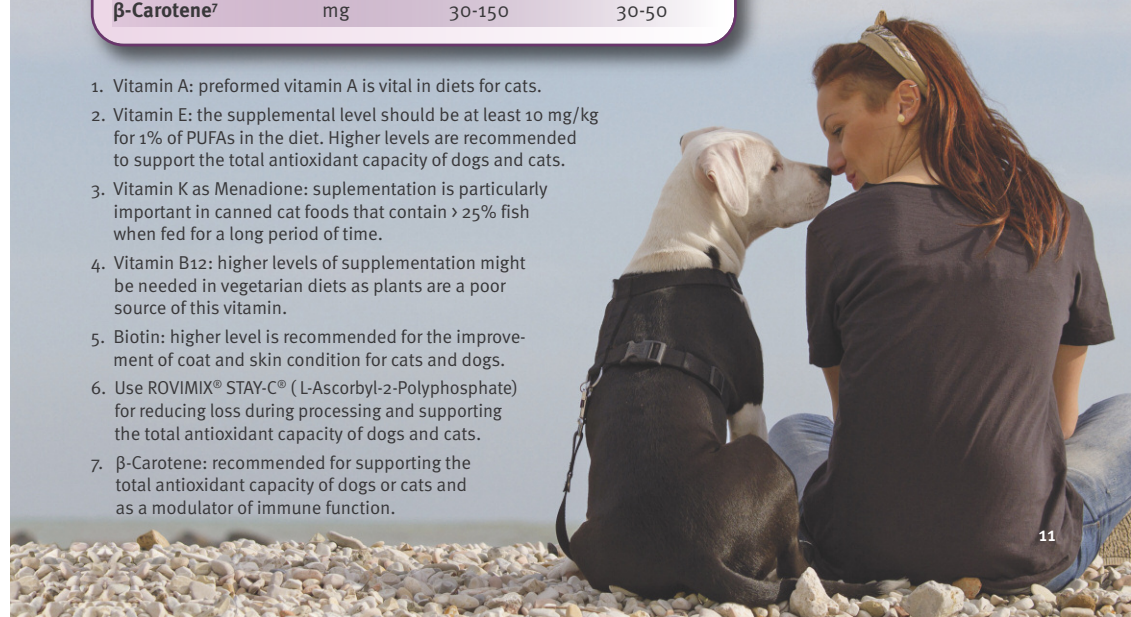 β-Carotene⁷ mg 30-150 30-50
1. Vitamin A: preformed vitamin A is vital in diets for cats.
2. Vitamin E: the supplemental level should be at least 10 mg/kg
for 1% of PUFAs in the diet. Higher levels are recommended
to support the total antioxidant capacity of dogs and cats.
3. Vitamin K as Menadione: suplementation is particularly
important in canned cat foods that contain > 25% fish
when fed for a long period of time.
4. Vitamin B12: higher levels of supplementation might
be needed in vegetarian diets as plants are a poor
source of this vitamin.
5. Biotin: higher level is recommended for the improve-
ment of coat and skin condition for cats and dogs.
6. Use ROVIMIX® STAY-C® ( L-Ascorbyl-2-Polyphosphate)
for reducing loss during processing and supporting
the total antioxidant capacity of dogs and cats.
7. β-Carotene: recommended for supporting the
total antioxidant capacity of dogs or cats and
as a modulator of immune function.
11